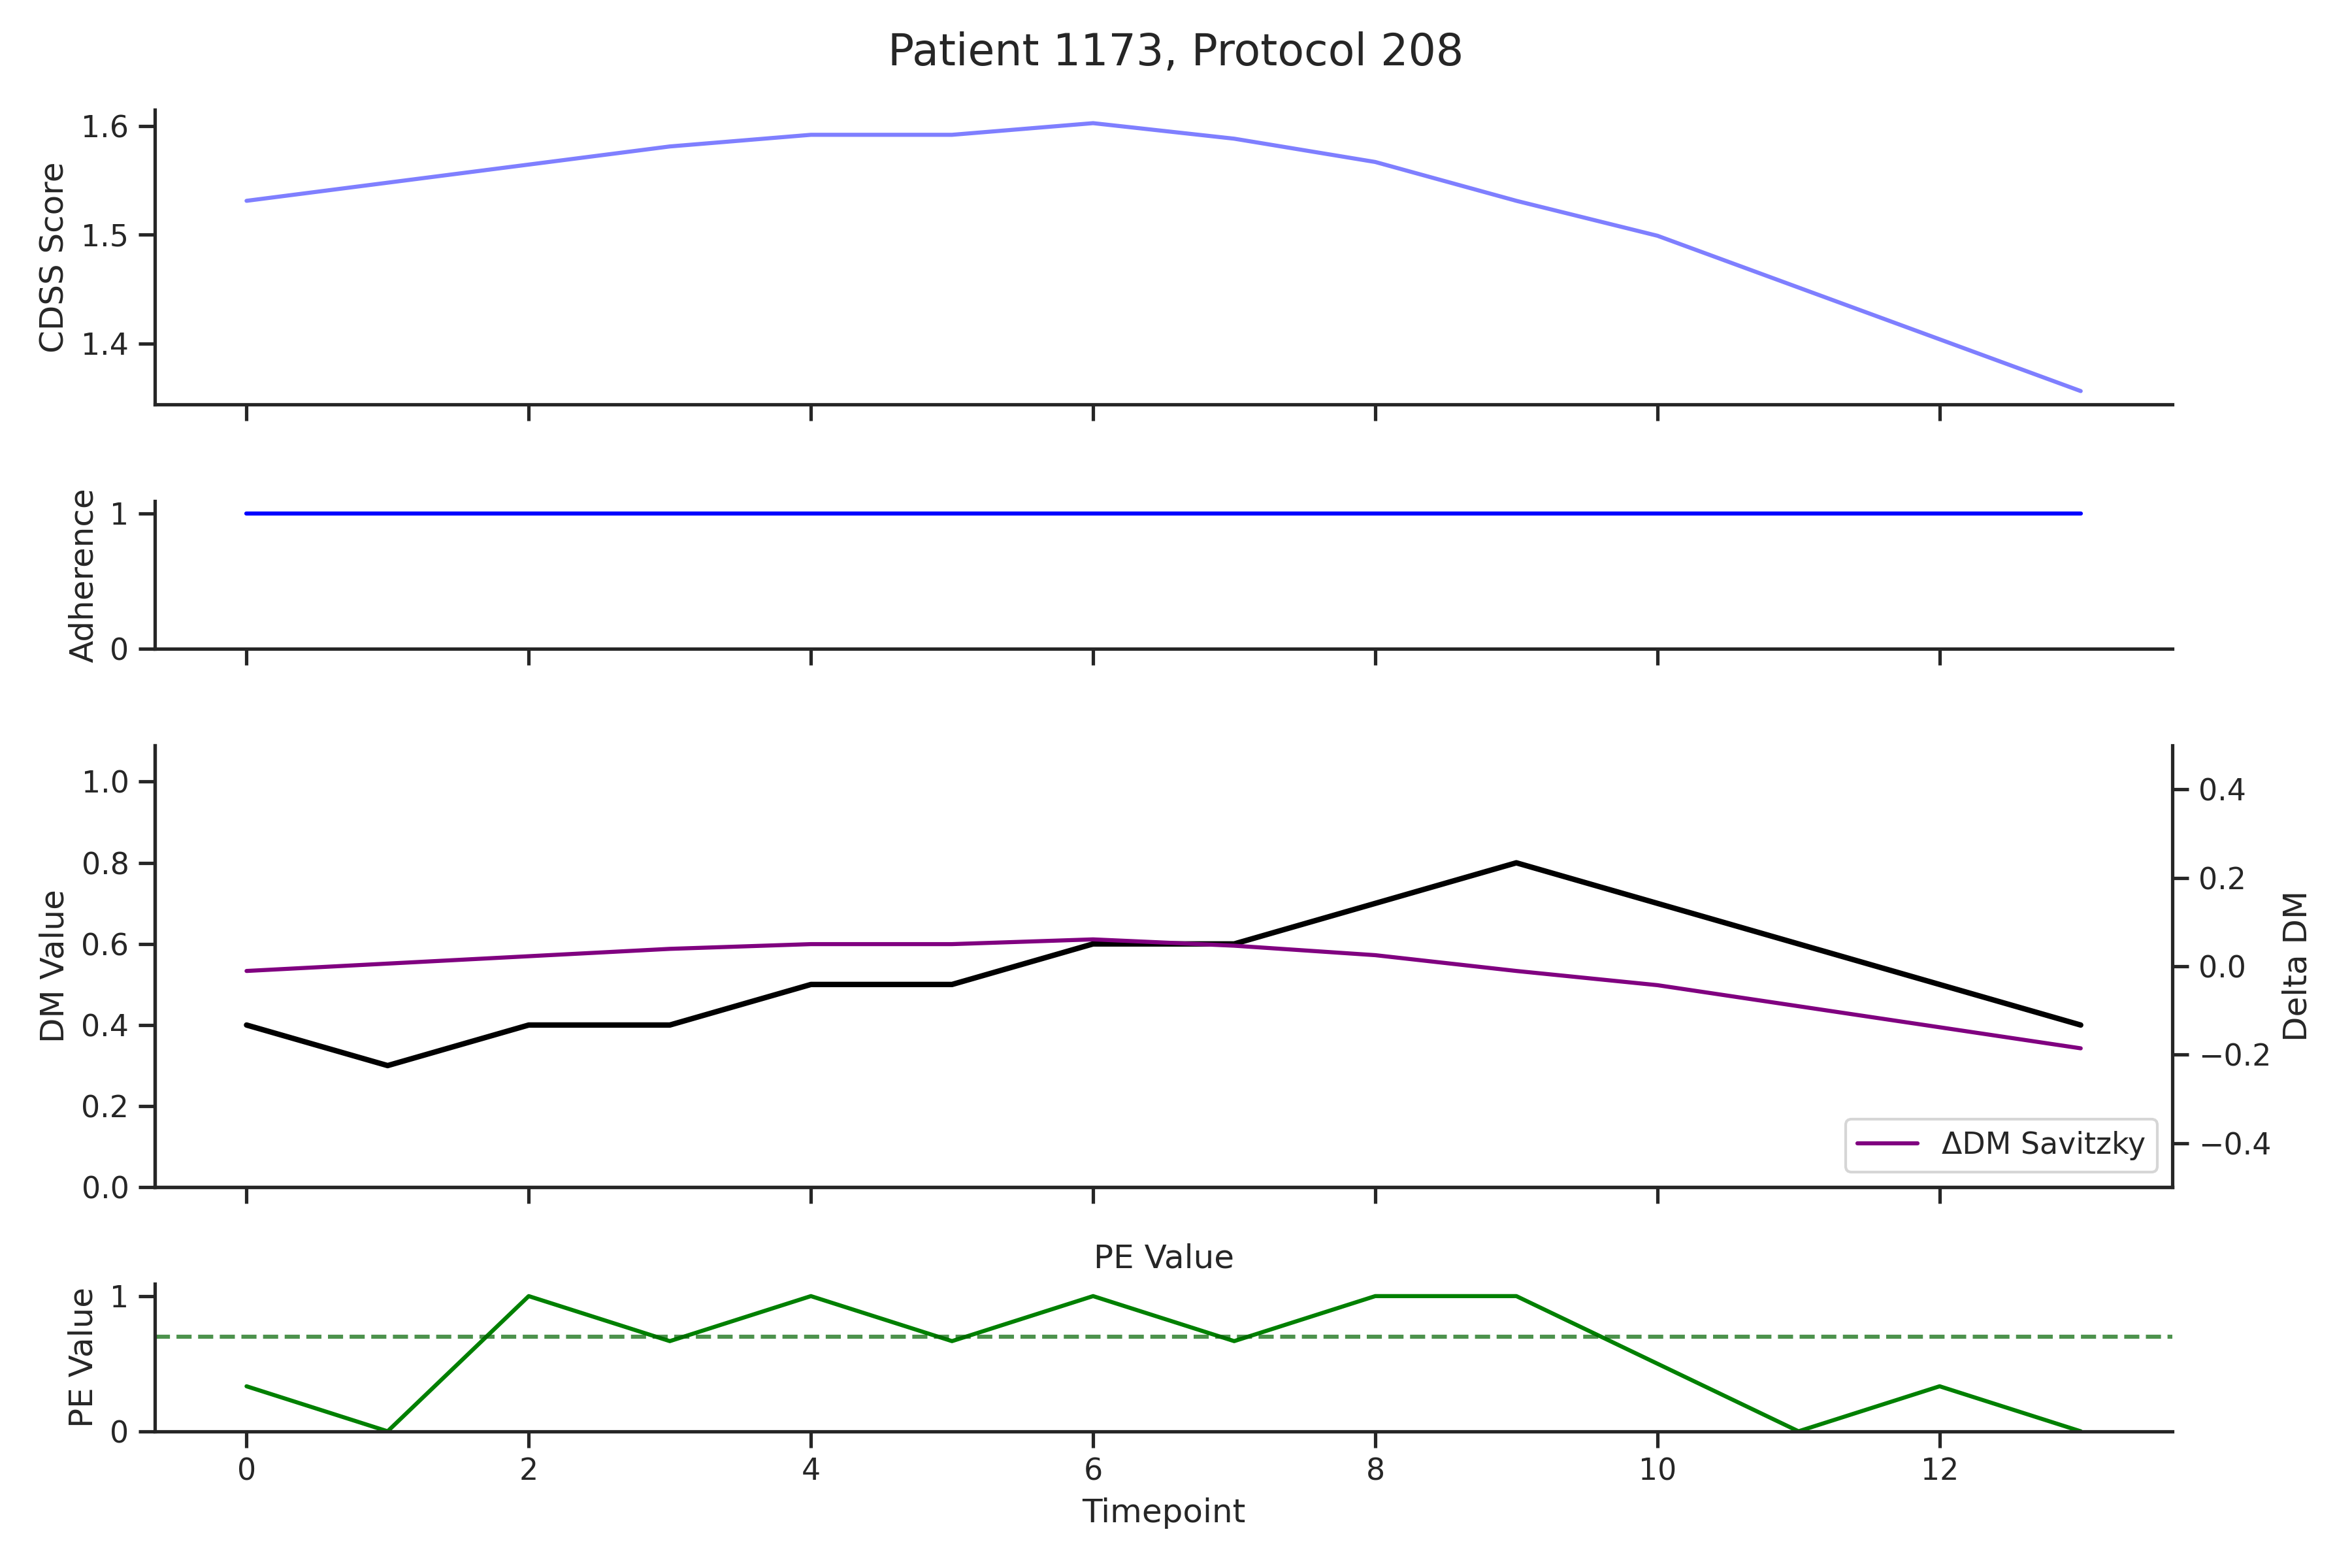 Patient 1173, Protocol 208
CDSS Score
1.6
1.5
1.4
Adherence
1
0
DM Value
1.0
0.8
0.6
0.4
0.2
0.0
Delta DM
0.4
0.2
0.0
−0.2
−0.4
ΔDM Savitzky
PE Value
PE Value
1
0
0 2 4 6 8 10 12
Timepoint